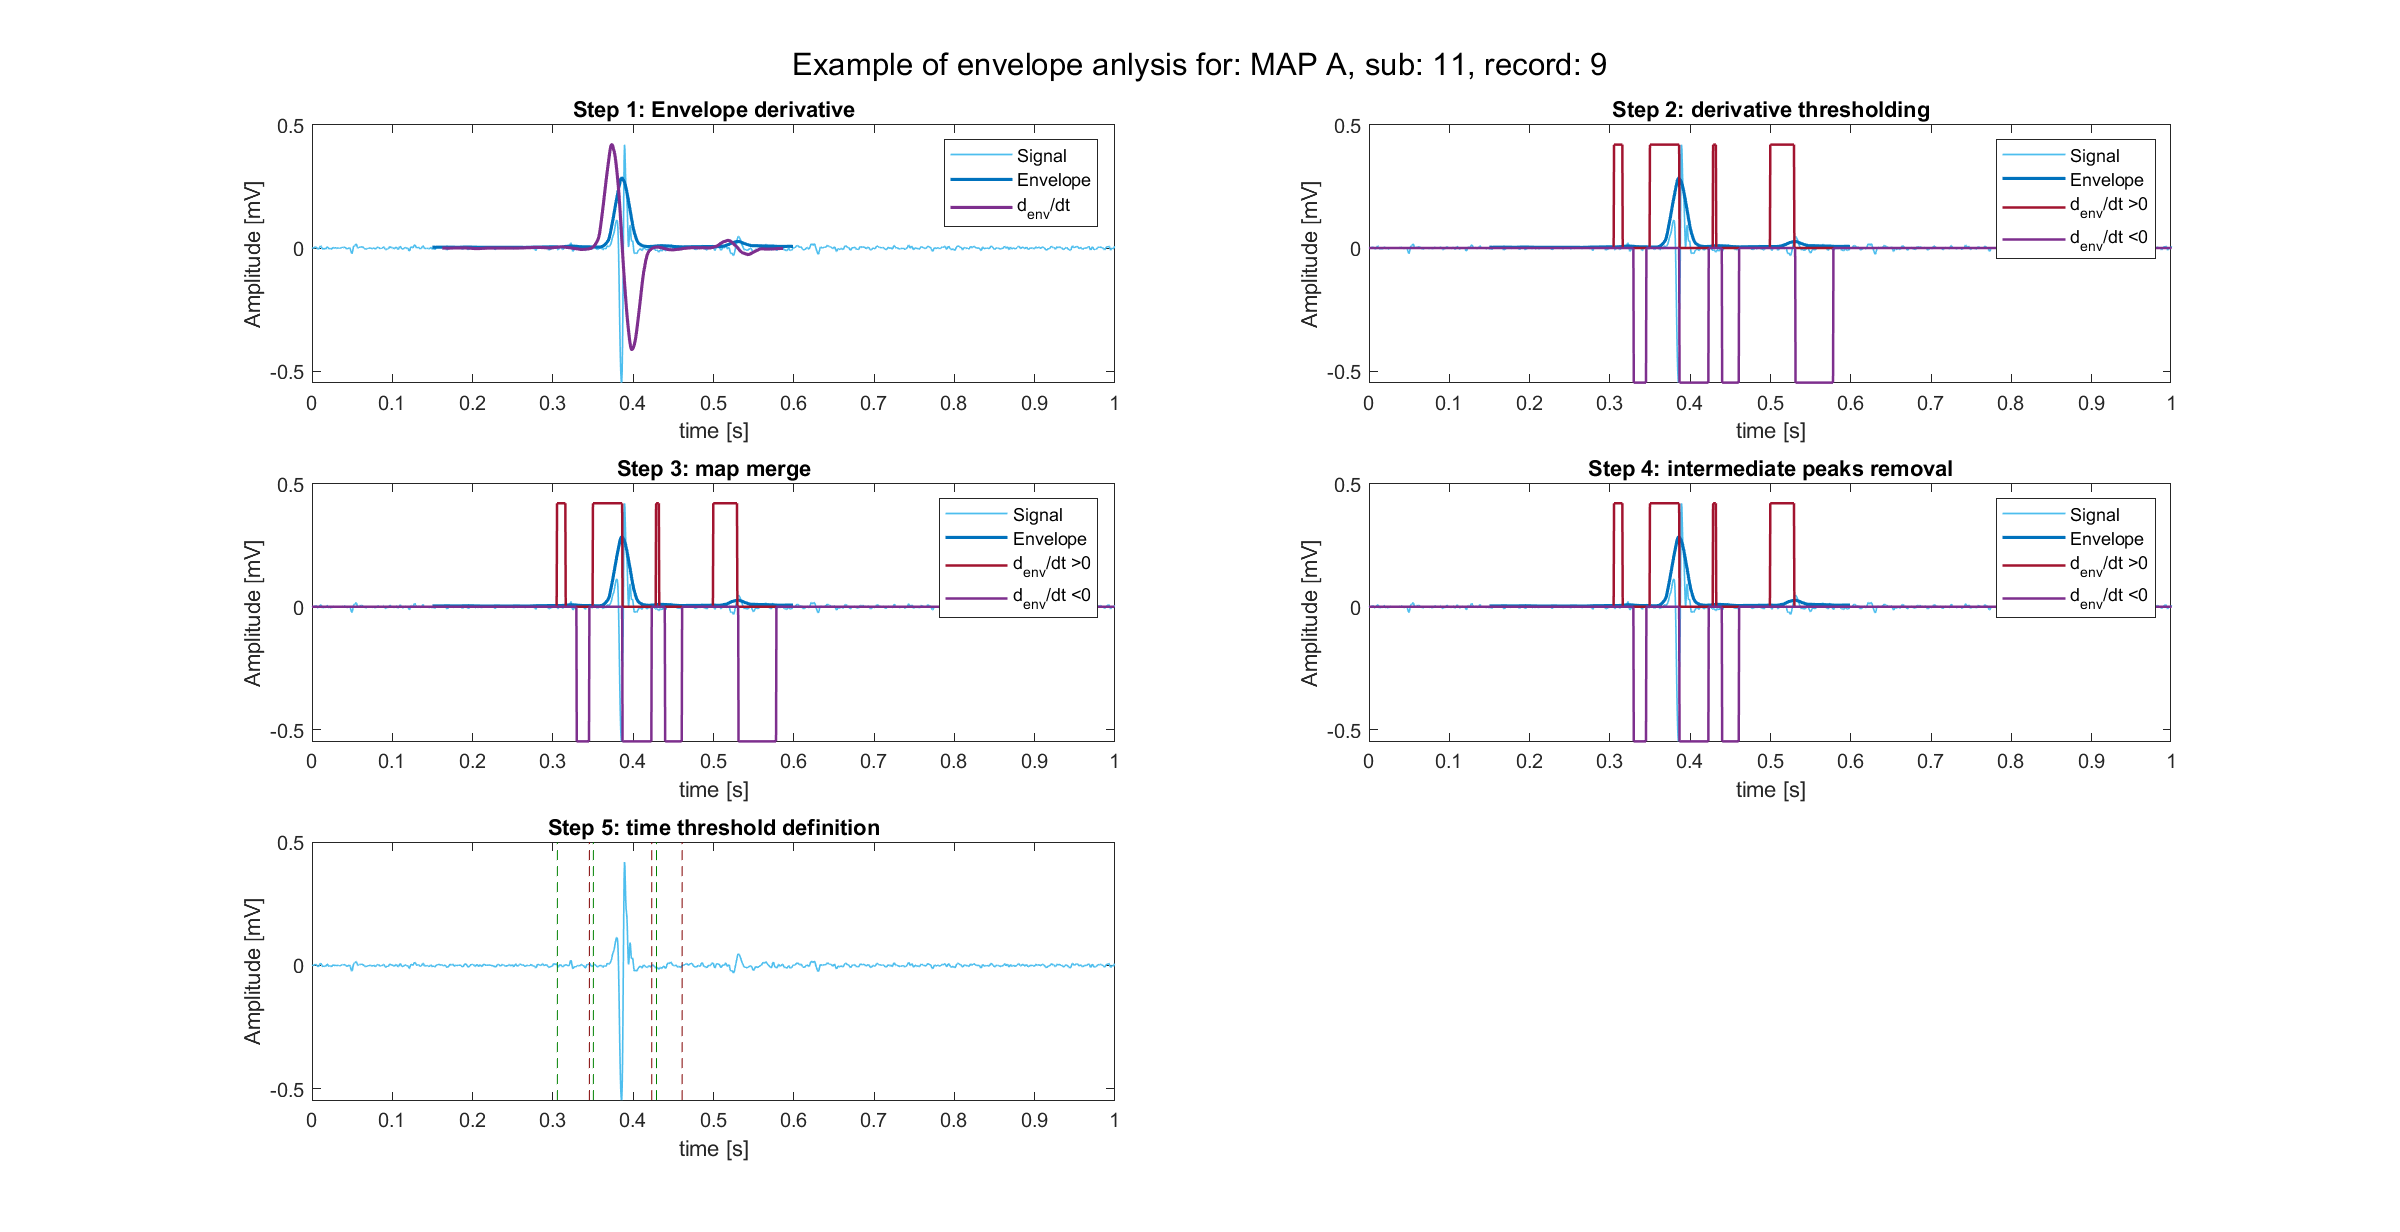 Example of envelope anlysis for: MAP A, sub: 11, record: 9
Step 1: Envelope derivative
0.5
0
-0.5
Amplitude [mV]
0 0.1 0.2 0.3 0.4 0.5 0.6 0.7 0.8 0.9 1
time [s]
Signal
Envelope
d_env/dt
Step 2: derivative thresholding
0.5
0
-0.5
Amplitude [mV]
0 0.1 0.2 0.3 0.4 0.5 0.6 0.7 0.8 0.9 1
time [s]
Signal
Envelope
d_env/dt >0
d_env/dt <0
Step 3: map merge
0.5
0
-0.5
Amplitude [mV]
0 0.1 0.2 0.3 0.4 0.5 0.6 0.7 0.8 0.9 1
time [s]
Signal
Envelope
d_env/dt >0
d_env/dt <0
Step 4: intermediate peaks removal
0.5
0
-0.5
Amplitude [mV]
0 0.1 0.2 0.3 0.4 0.5 0.6 0.7 0.8 0.9 1
time [s]
Signal
Envelope
d_env/dt >0
d_env/dt <0
Step 5: time threshold definition
0.5
0
-0.5
Amplitude [mV]
0 0.1 0.2 0.3 0.4 0.5 0.6 0.7 0.8 0.9 1
time [s]